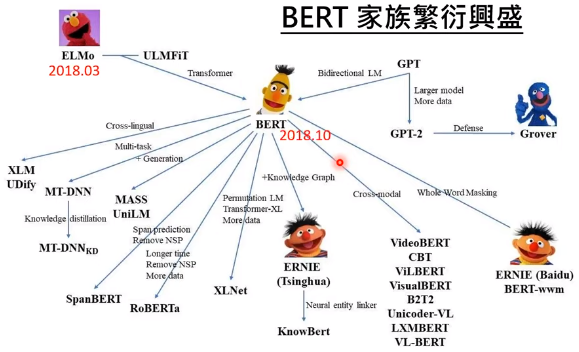 BERT 家族繁衍興盛
ELMo
ULMFiT
2018.03
Transformer
Bidirectional LM
GPT
Larger model
More data
BERT
2018.10
GPT-2
Defense
Grover
Cross-lingual
Multi-task
+ Generation
XLM
UDify
MT-DNN
MASS
UniLM
Knowledge distillation
MT-DNNKD
Span prediction
Remove NSP
Longer time
Remove NSP
More data
SpanBERT
RoBERTa
Permutation LM
Transformer-XL
More data
XLNet
+Knowledge Graph
ERNIE
(Tsinghua)
Neural entity linker
KnowBert
Cross-modal
VideoBERT
CBT
ViLBERT
VisualBERT
B2T2
Unicoder-VL
LXMBERT
VL-BERT
Whole Word Masking
ERNIE (Baidu)
BERT-wwm